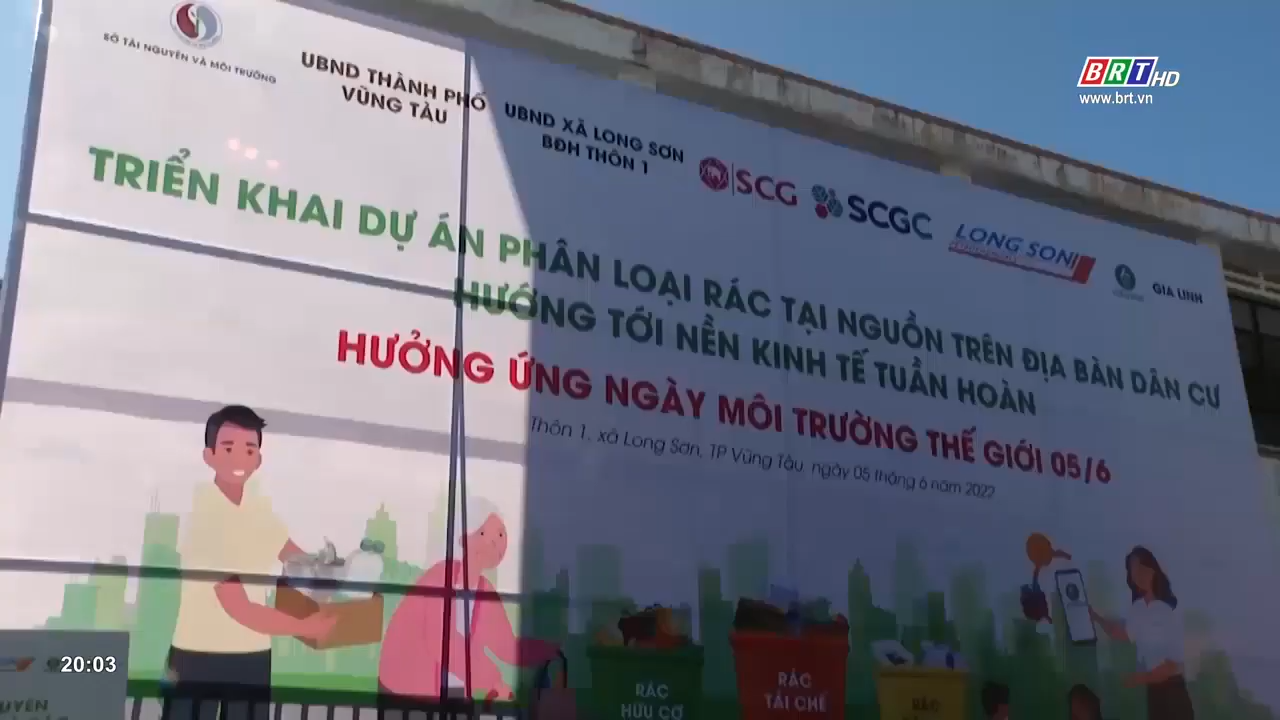 BRT HD
www.brt.vn
SỞ TÀI NGUYÊN VÀ MÔI TRƯỜNG
UBND THÀNH PHỐ
VŨNG TÀU
UBND XÃ LONG SƠN
BĐH THÔN 1
SCG
SCGC
LONG SON
GIA LINH
TRIỂN KHAI DỰ ÁN PHÂN LOẠI RÁC TẠI NGUỒN TRÊN ĐỊA BÀN DÂN CƯ
HƯỚNG TỚI NỀN KINH TẾ TUẦN HOÀN
HƯỞNG ỨNG NGÀY MÔI TRƯỜNG THẾ GIỚI 05/6
Thôn 1, xã Long Sơn, TP Vũng Tàu, ngày 05 tháng 6 năm 2022
RÁC
HỮU CƠ
RÁC
TÁI CHẾ
RÁC
20:03